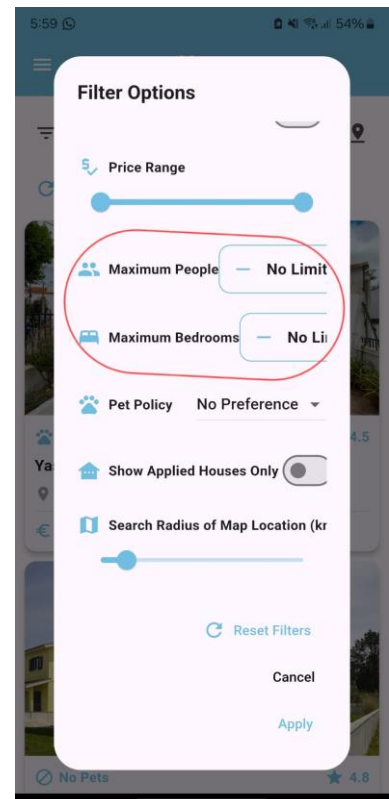 5:59 54%
Filter Options
Price Range
Maximum People No Limit
Maximum Bedrooms No Li
Pet Policy No Preference
Show Applied Houses Only
Search Radius of Map Location (kr
Reset Filters
Cancel
Apply
4.5
Ya
€
No Pets 4.8